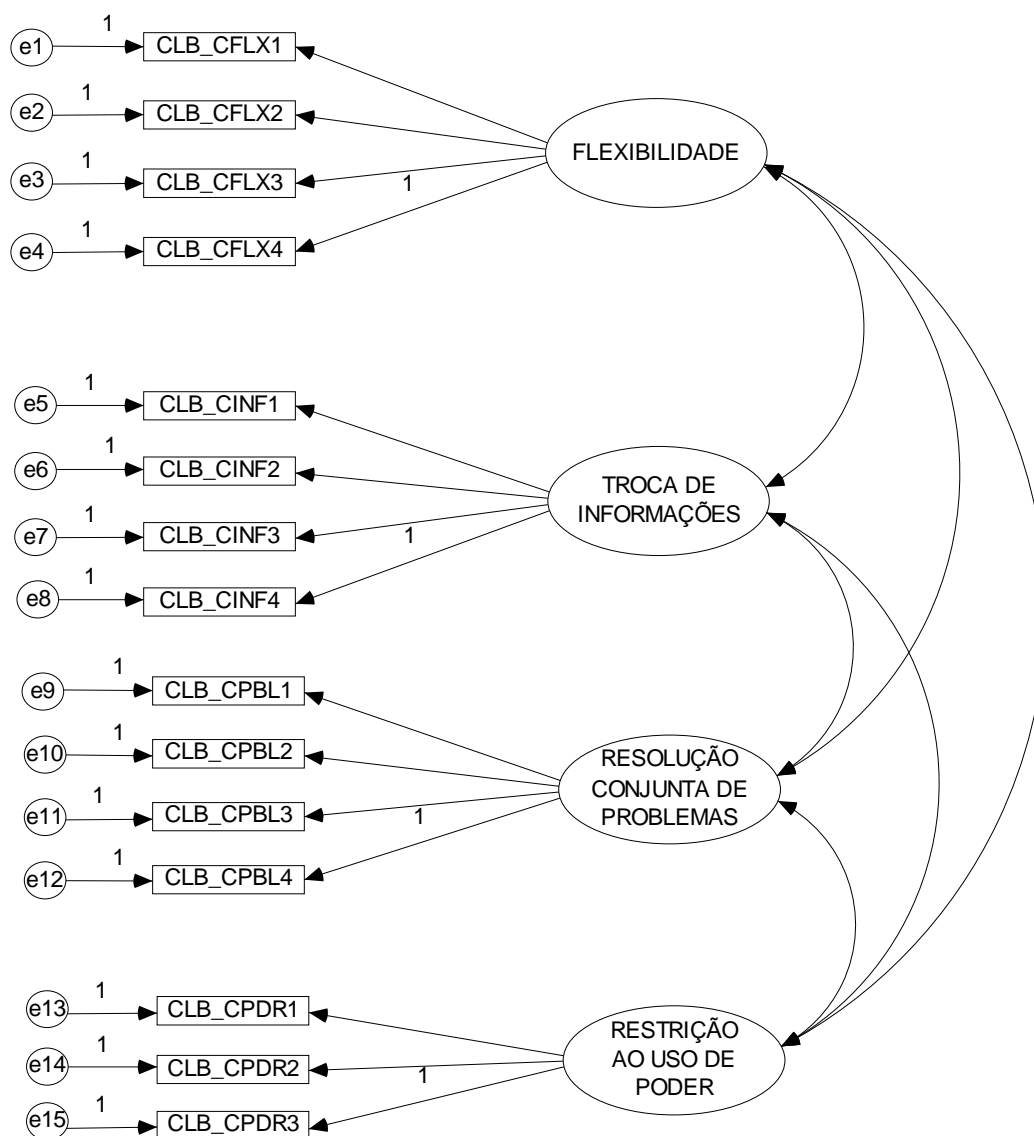 1
e1
CLB_CFLX1
1
e2
CLB_CFLX2
FLEXIBILIDADE
1
e3
CLB_CFLX3
1
1
e4
CLB_CFLX4
1
e5
CLB_CINF1
1
e6
CLB_CINF2
TROCA DE
INFORMAÇÕES
1
e7
CLB_CINF3
1
1
e8
CLB_CINF4
1
e9
CLB_CPBL1
1
e10
CLB_CPBL2
RESOLUÇÃO
CONJUNTA DE
PROBLEMAS
1
e11
CLB_CPBL3
1
1
e12
CLB_CPBL4
1
e13
CLB_CPDR1
1
e14
CLB_CPDR2
RESTRIÇÃO
AO USO DE
PODER
1
1
e15
CLB_CPDR3